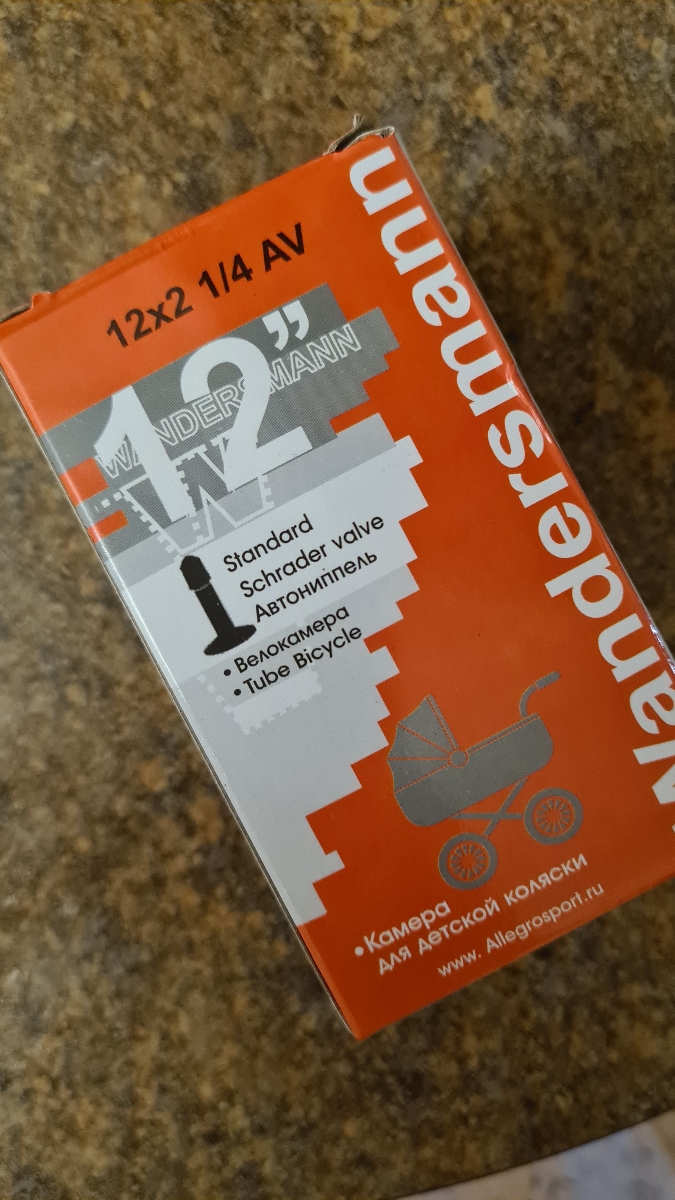 12x2 1/4 AV
12”
WANDERSMANN
W
Standard
Schrader valve
Автониппель
• Велокамера
• Tube Bicycle
Wandersmann
•Камера
для детской коляски
www. Allegrosport.ru